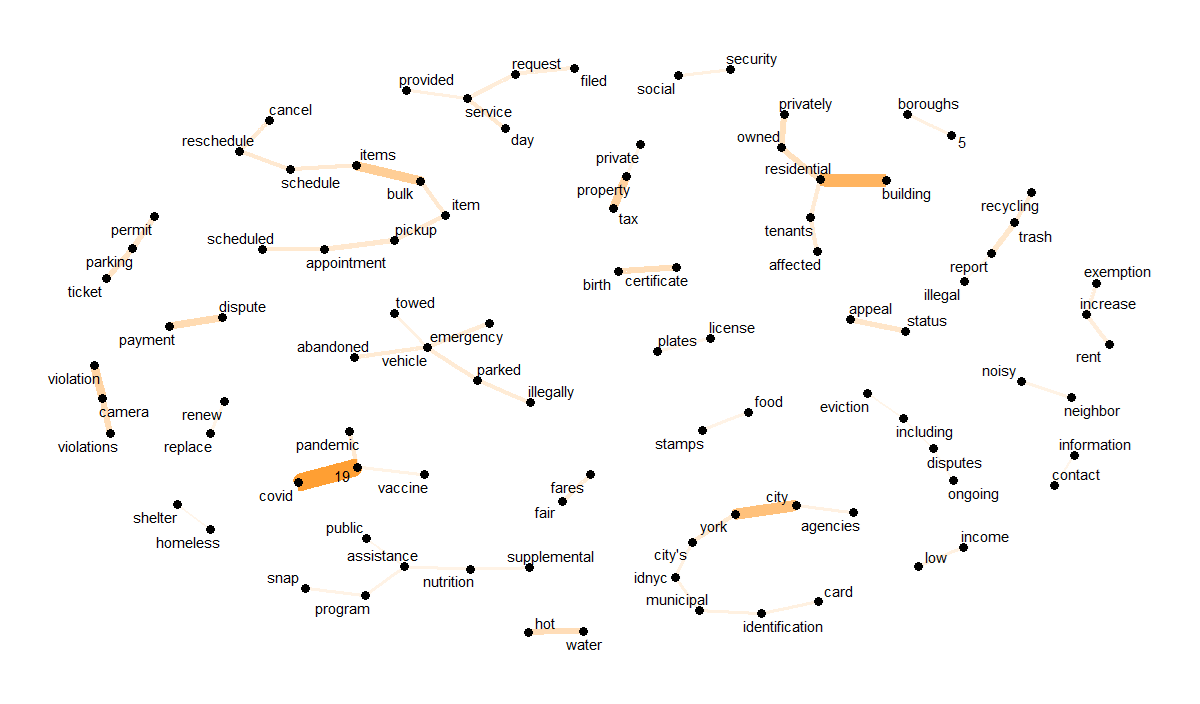 security
request
provided
filed
social
privately
boroughs
cancel
service
owned
reschedule
day
5
items
private
residential
schedule
bulk
property
building
item
recycling
permit
tax
pickup
tenants
trash
scheduled
parking
appointment
affected
report
exemption
ticket
birth
certificate
illegal
towed
increase
dispute
appeal
status
license
payment
emergency
plates
abandoned
vehicle
rent
parked
noisy
violation
illegally
food
eviction
camera
neighbor
renew
including
violations
replace
pandemic
stamps
information
disputes
19
contact
covid
vaccine
fares
ongoing
city
fair
shelter
york
agencies
public
homeless
income
assistance
supplemental
city's
low
snap
nutrition
idnyc
program
municipal
card
hot
identification
water